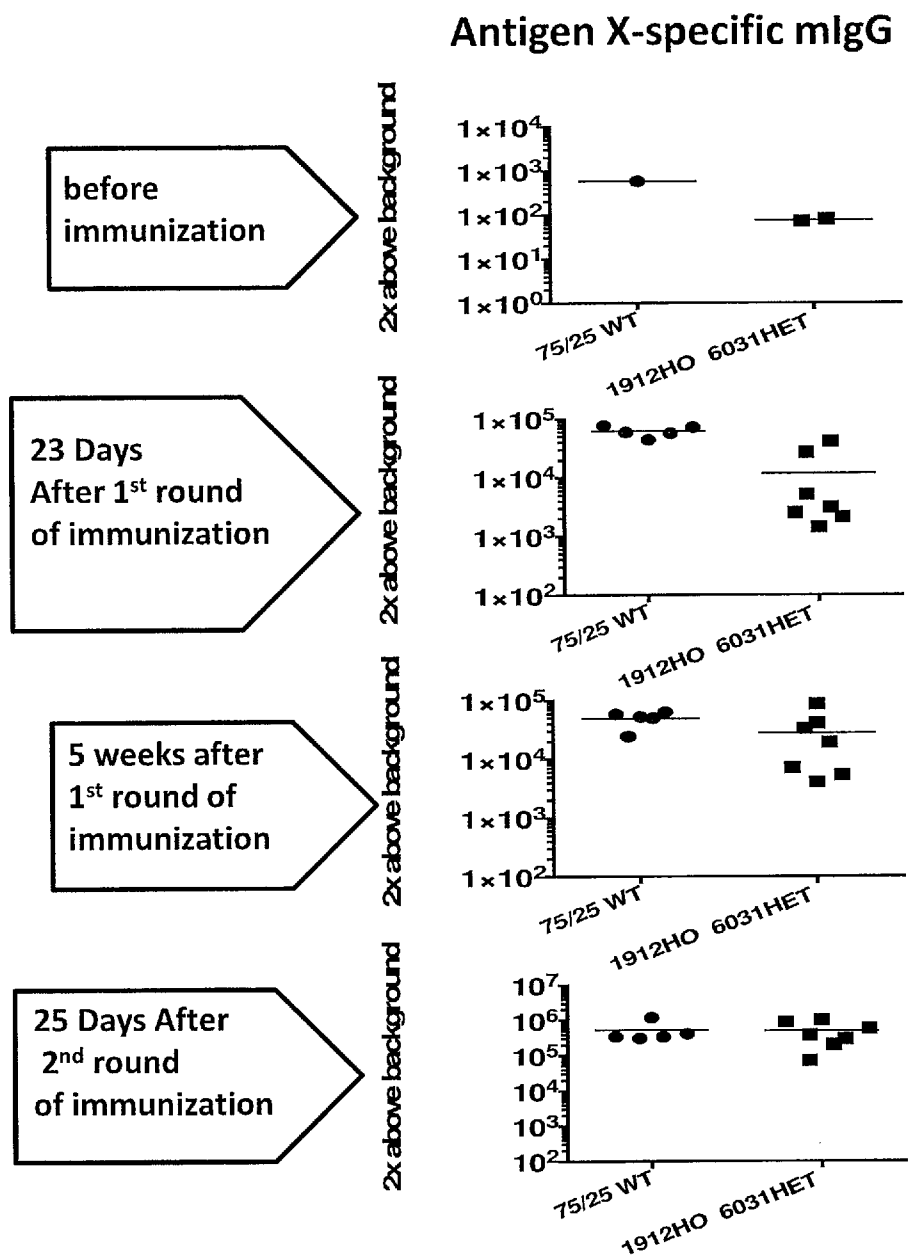 Antigen X-specific mIgG
before
immunization
2x above background
1×10⁴
1×10³
1×10²
1×10¹
1×10⁰
75/25 WT
1912HO 6031HET
23 Days
After 1st round
of immunization
2x above background
1×10⁵
1×10⁴
1×10³
1×10²
75/25 WT
1912HO 6031HET
5 weeks after
1st round of
immunization
2x above background
1×10⁵
1×10⁴
1×10³
1×10²
75/25 WT
1912HO 6031HET
25 Days After
2nd round
of immunization
2x above background
10⁷
10⁶
10⁵
10⁴
10³
10²
75/25 WT
1912HO 6031HET